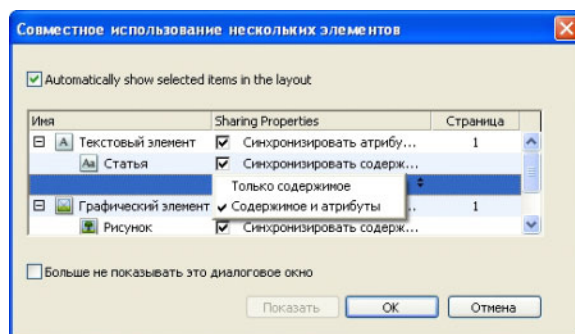 Совместное использование нескольких элементов
Automatically show selected items in the layout
Имя Sharing Properties Страница
Текстовый элемент Синхронизировать атрибу... 1
Статья Синхронизировать содерж...
Только содержимое
Графический элемент Содержимое и атрибуты 1
Рисунок Синхронизировать содерж...
Больше не показывать это диалоговое окно
Показать OK Отмена